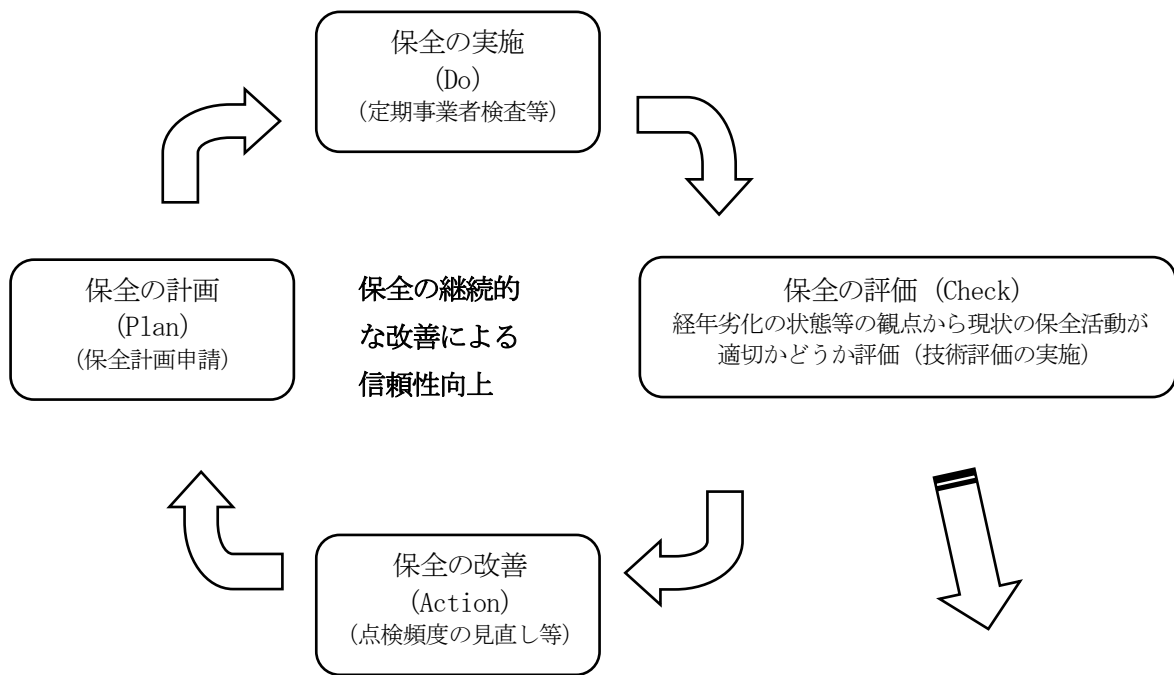 保全の実施
(Do)
（定期事業者検査等）
保全の計画
(Plan)
（保全計画申請）
保全の継続的
な改善による
信頼性向上
保全の評価 (Check)
経年劣化の状態等の観点から現状の保全活動が
適切かどうか評価（技術評価の実施）
保全の改善
(Action)
（点検頻度の見直し等）